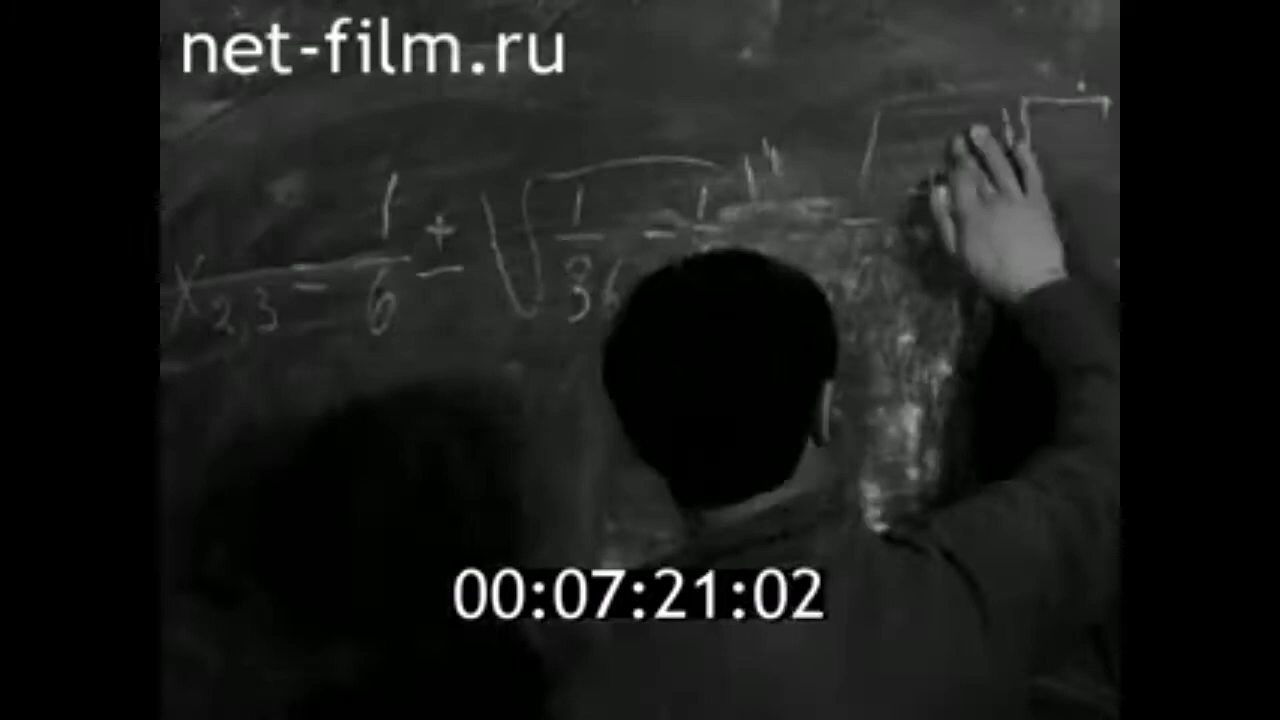 net-film.ru
x2,3 = 1/6 ± √ 1/36 -
00:07:21:02